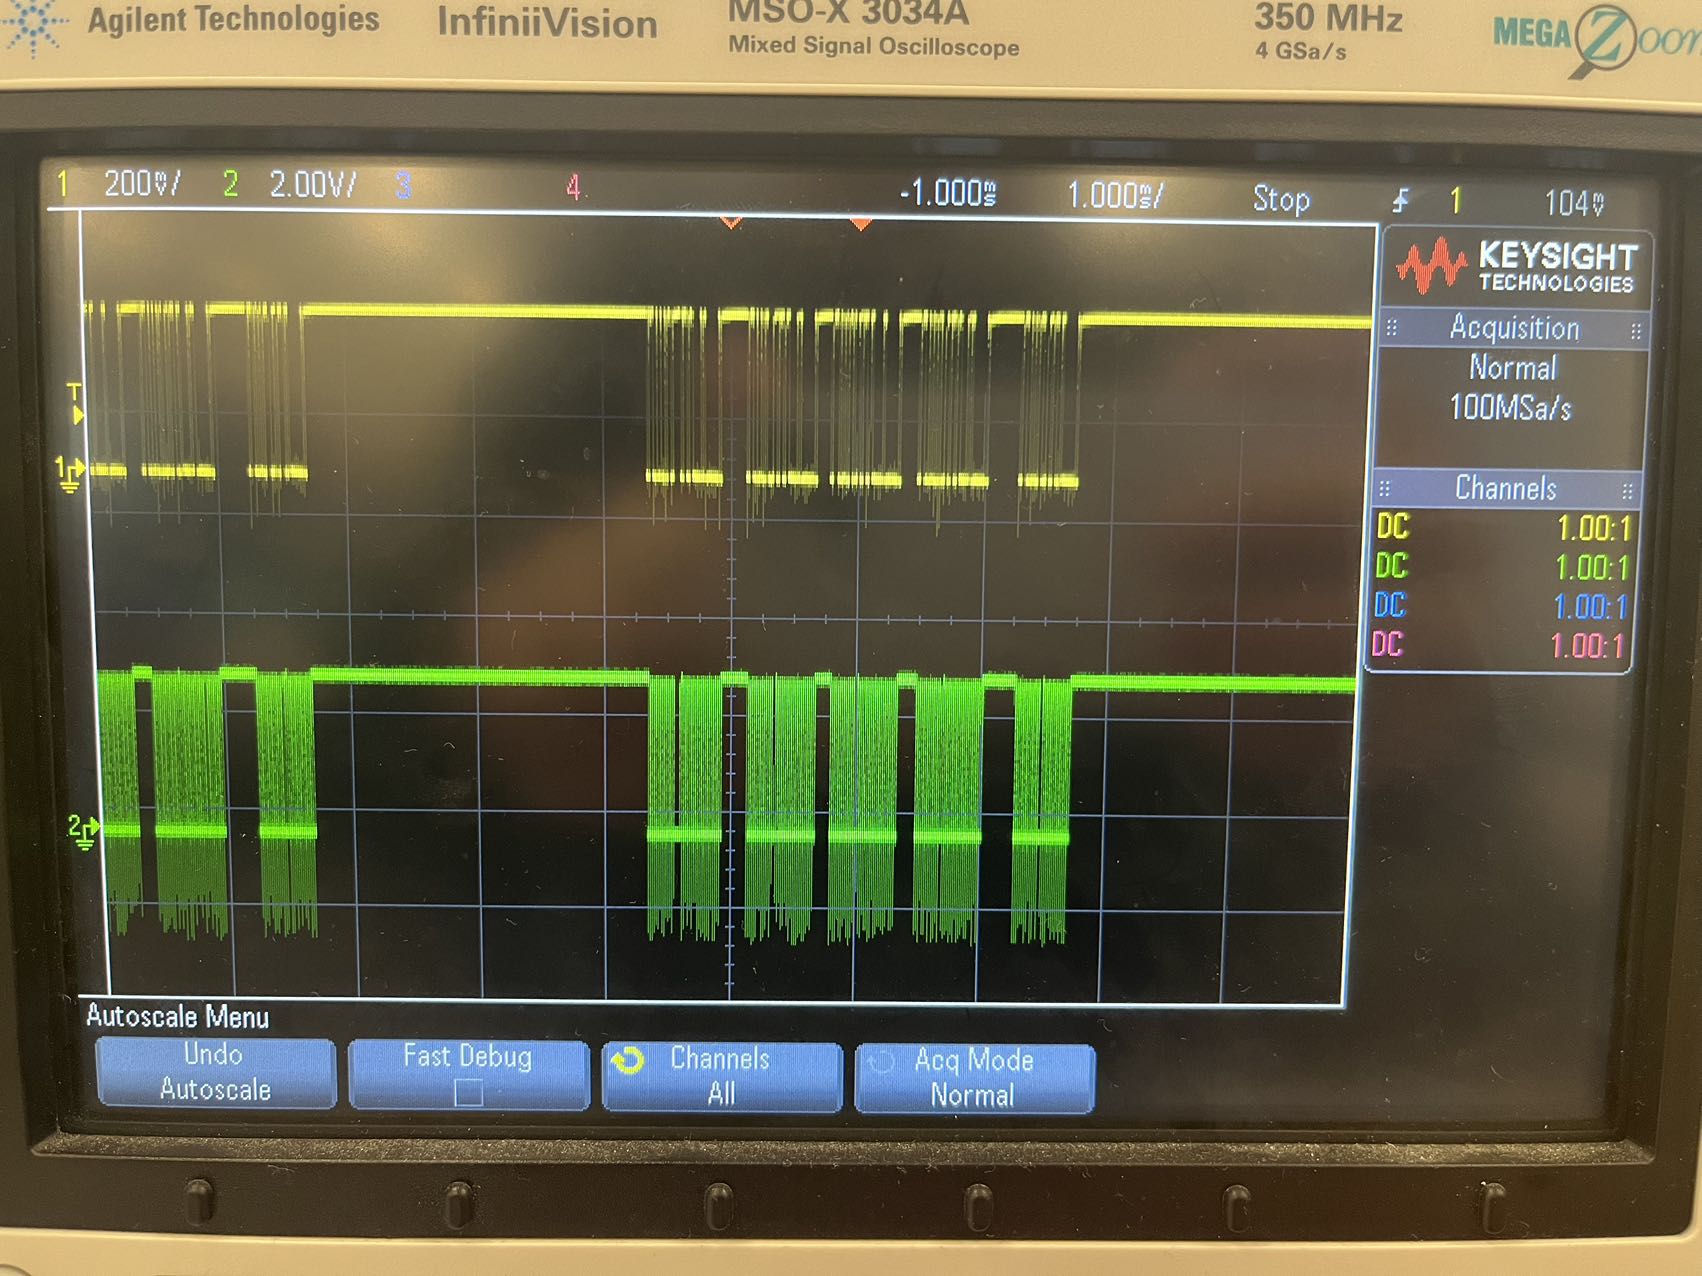 Agilent Technologies InfiniiVision MSO-X 3034A 350 MHz MEGA Zoom
Mixed Signal Oscilloscope 4 GSa/s
1 200mV/ 2 2.00V/ 3 4 -1.000ms 1.000ms/ Stop 1 104mV
KEYSIGHT
TECHNOLOGIES
Acquisition
Normal
100MSa/s
Channels
DC 1.00:1
DC 1.00:1
DC 1.00:1
DC 1.00:1
T
1
2
Autoscale Menu
Undo
Autoscale
Fast Debug
Channels
All
Acq Mode
Normal